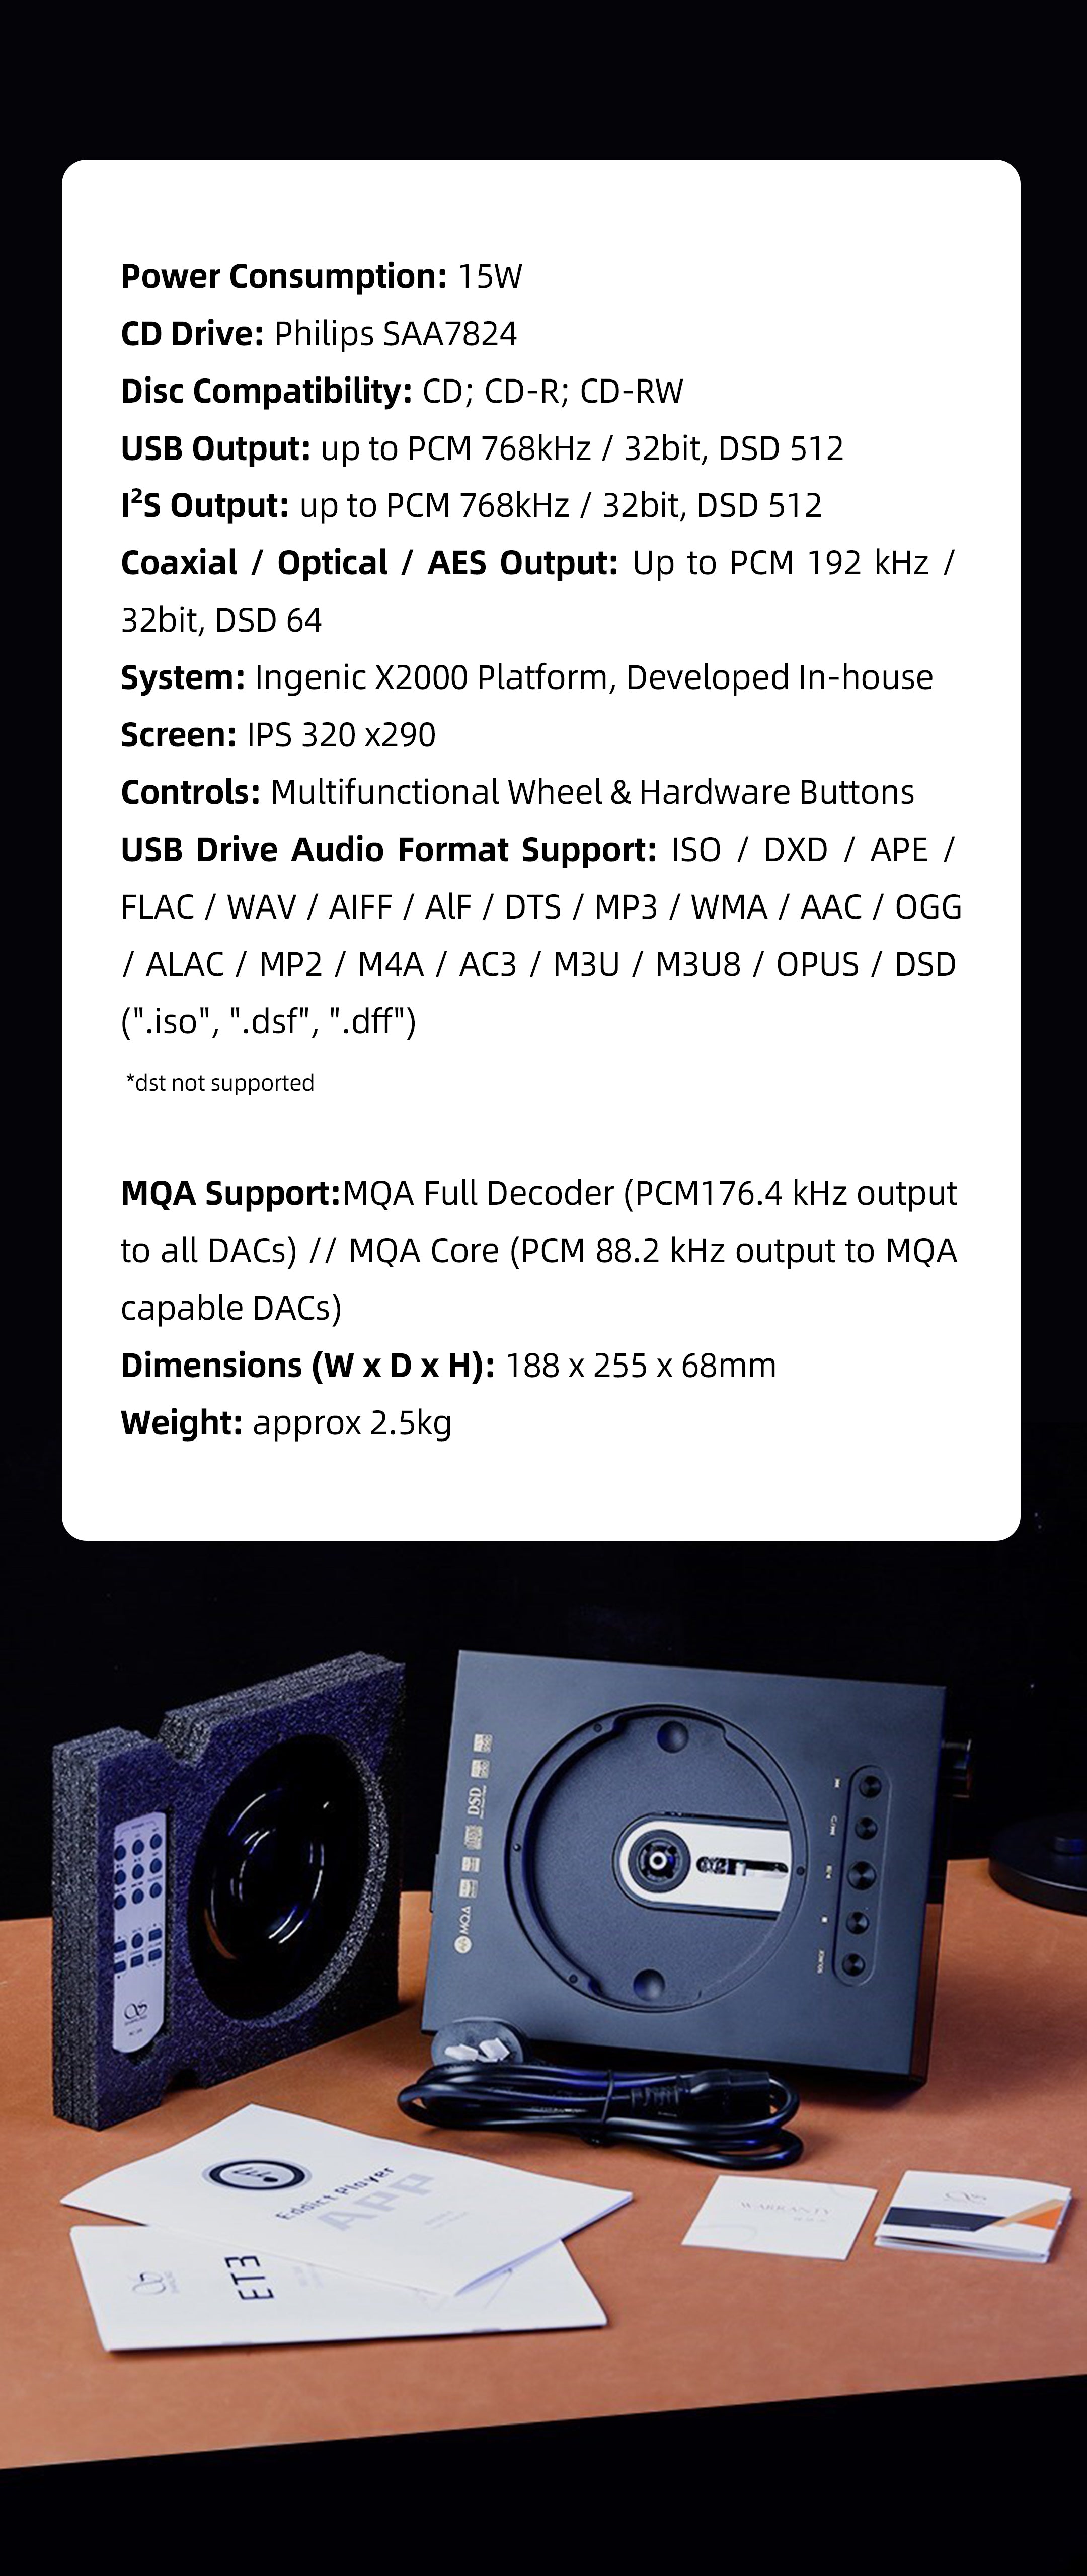 Power Consumption: 15W
CD Drive: Philips SAA7824
Disc Compatibility: CD; CD-R; CD-RW
USB Output: up to PCM 768kHz / 32bit, DSD 512
I²S Output: up to PCM 768kHz / 32bit, DSD 512
Coaxial / Optical / AES Output: Up to PCM 192 kHz /
32bit, DSD 64
System: Ingenic X2000 Platform, Developed In-house
Screen: IPS 320 x290
Controls: Multifunctional Wheel & Hardware Buttons
USB Drive Audio Format Support: ISO / DXD / APE /
FLAC / WAV / AIFF / AlF / DTS / MP3 / WMA / AAC / OGG
/ ALAC / MP2 / M4A / AC3 / M3U / M3U8 / OPUS / DSD
(".iso", ".dsf", ".dff")
*dst not supported
MQA Support:MQA Full Decoder (PCM176.4 kHz output
to all DACs) // MQA Core (PCM 88.2 kHz output to MQA
capable DACs)
Dimensions (W x D x H): 188 x 255 x 68mm
Weight: approx 2.5kg
DSD
MQA
SOURCE
Eddict Player
APP
WARRANTY
ET3